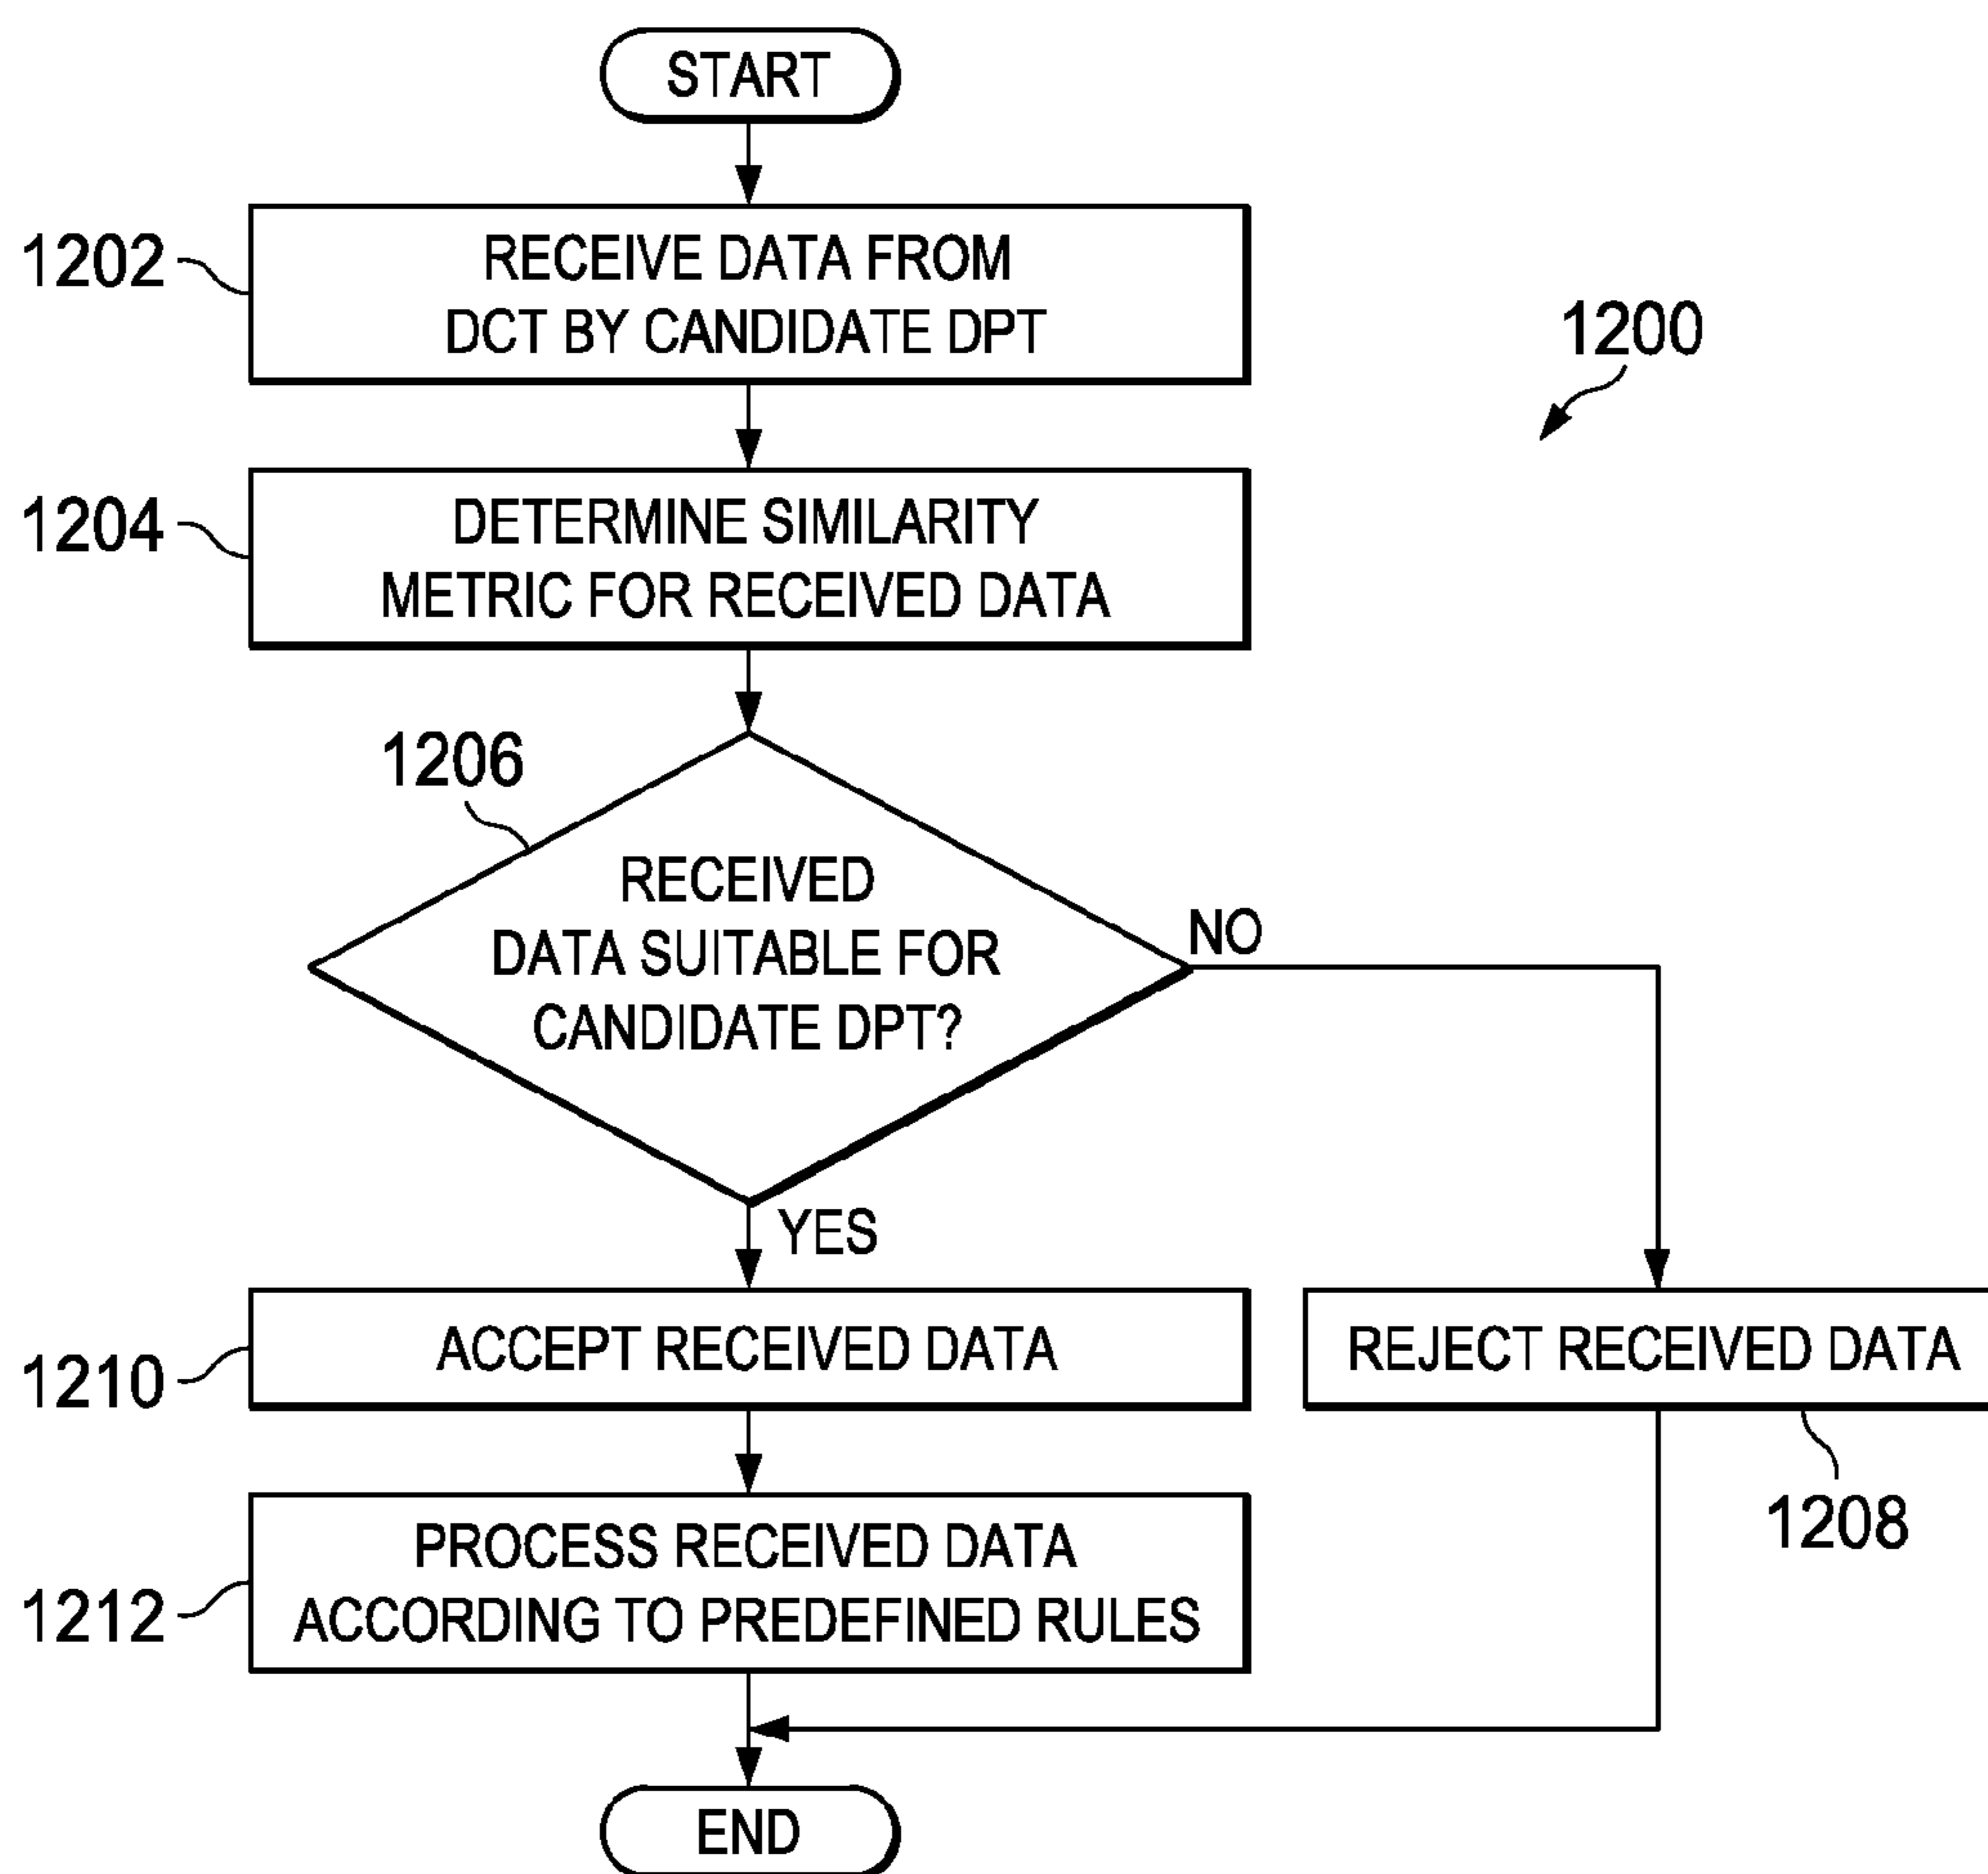 START
1202
RECEIVE DATA FROM
DCT BY CANDIDATE DPT
1200
1204
DETERMINE SIMILARITY
METRIC FOR RECEIVED DATA
1206
RECEIVED
DATA SUITABLE FOR
CANDIDATE DPT?
NO
YES
1210
ACCEPT RECEIVED DATA
REJECT RECEIVED DATA
1208
1212
PROCESS RECEIVED DATA
ACCORDING TO PREDEFINED RULES
END